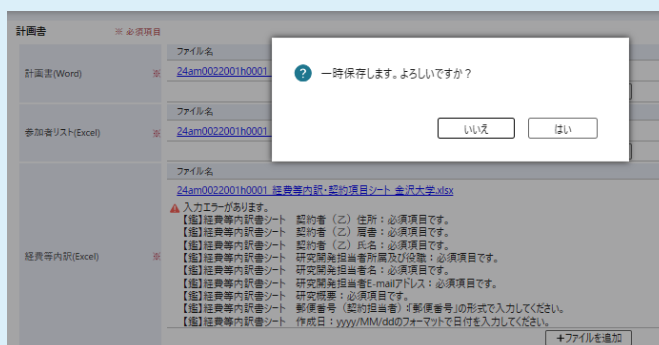 計画書 ※ 必須項目
ファイル名
計画書(Word) ※ 24am0022001h0001
一時保存します。よろしいですか？
いいえ はい
ファイル名
参加者リスト(Excel) ※ 24am0022001h0001
ファイル名
24am0022001h0001_経費等内訳・契約項目シート_金沢大学.xlsx
入力エラーがあります。
【鑑】経費等内訳書シート 契約者（乙）住所：必須項目です。
【鑑】経費等内訳書シート 契約者（乙）肩書：必須項目です。
【鑑】経費等内訳書シート 契約者（乙）氏名：必須項目です。
【鑑】経費等内訳書シート 研究開発担当者所属及び役職：必須項目です。
経費等内訳(Excel) ※
【鑑】経費等内訳書シート 研究開発担当者名：必須項目です。
【鑑】経費等内訳書シート 研究開発担当者E-mailアドレス：必須項目です。
【鑑】経費等内訳書シート 研究概要：必須項目です。
【鑑】経費等内訳書シート 郵便番号（契約担当者）：「郵便番号」の形式で入力してください。
【鑑】経費等内訳書シート 作成日：yyyy/MM/ddのフォーマットで日付を入力してください。
+ファイルを追加